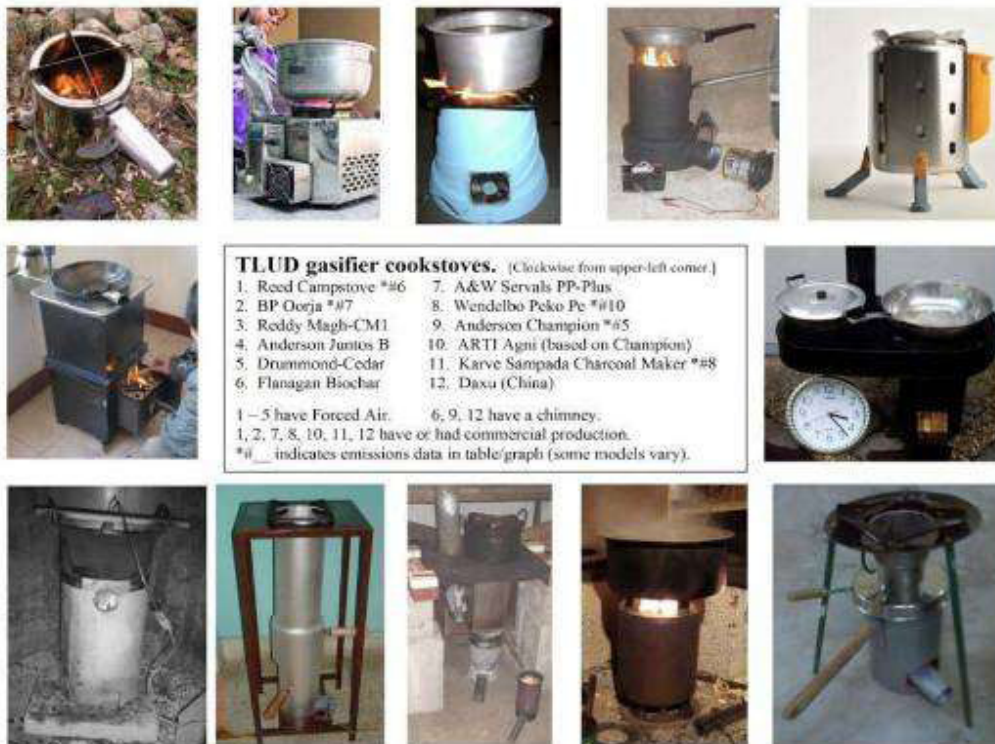 TLUD gasifier cookstoves. [Clockwise from upper-left corner.]
1. Reed Campstove *#6
2. BP Oorja *#7
3. Reddy Magh-CM1
4. Anderson Juntos B
5. Drummond-Cedar
6. Flanagan Biochar
7. A&W Servals PP-Plus
8. Wendelbo Peko Pe *#10
9. Anderson Champion *#5
10. ARTI Agni (based on Champion)
11. Karve Sampada Charcoal Maker *#8
12. Daxu (China)
1 – 5 have Forced Air. 6, 9, 12 have a chimney.
1, 2, 7, 8, 10, 11, 12 have or had commercial production.
*#__ indicates emissions data in table/graph (some models vary).